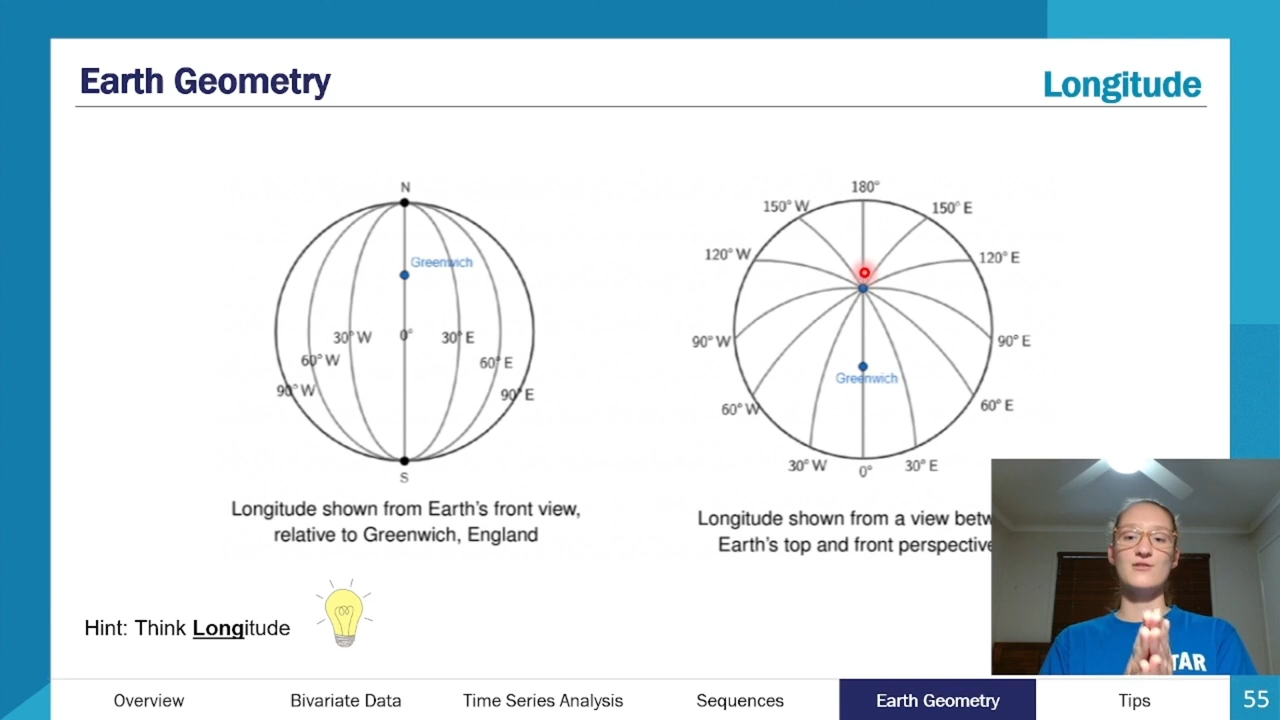 Earth Geometry
Longitude
N
Greenwich
30° W
0°
30° E
60° W
60° E
90° W
90° E
S
Longitude shown from Earth's front view,
relative to Greenwich, England
180°
150° W
150° E
120° W
120° E
90° W
90° E
Greenwich
60° W
60° E
30° W
0°
30° E
Longitude shown from a view
Earth's top and front perspective
Hint: Think Longitude
TAR
Overview
Bivariate Data
Time Series Analysis
Sequences
Earth Geometry
Tips
55